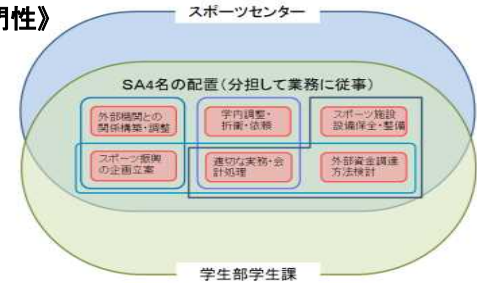 門性》
スポーツセンター
SA4名の配置(分担して業務に従事)
外部機関との
関係構築・調整
学内調整・
折衝・依頼
スポーツ施設
設備保全・整備
スポーツ振興
の企画立案
適切な実務・会
計処理
外部資金調達
方法検討
学生部学生課